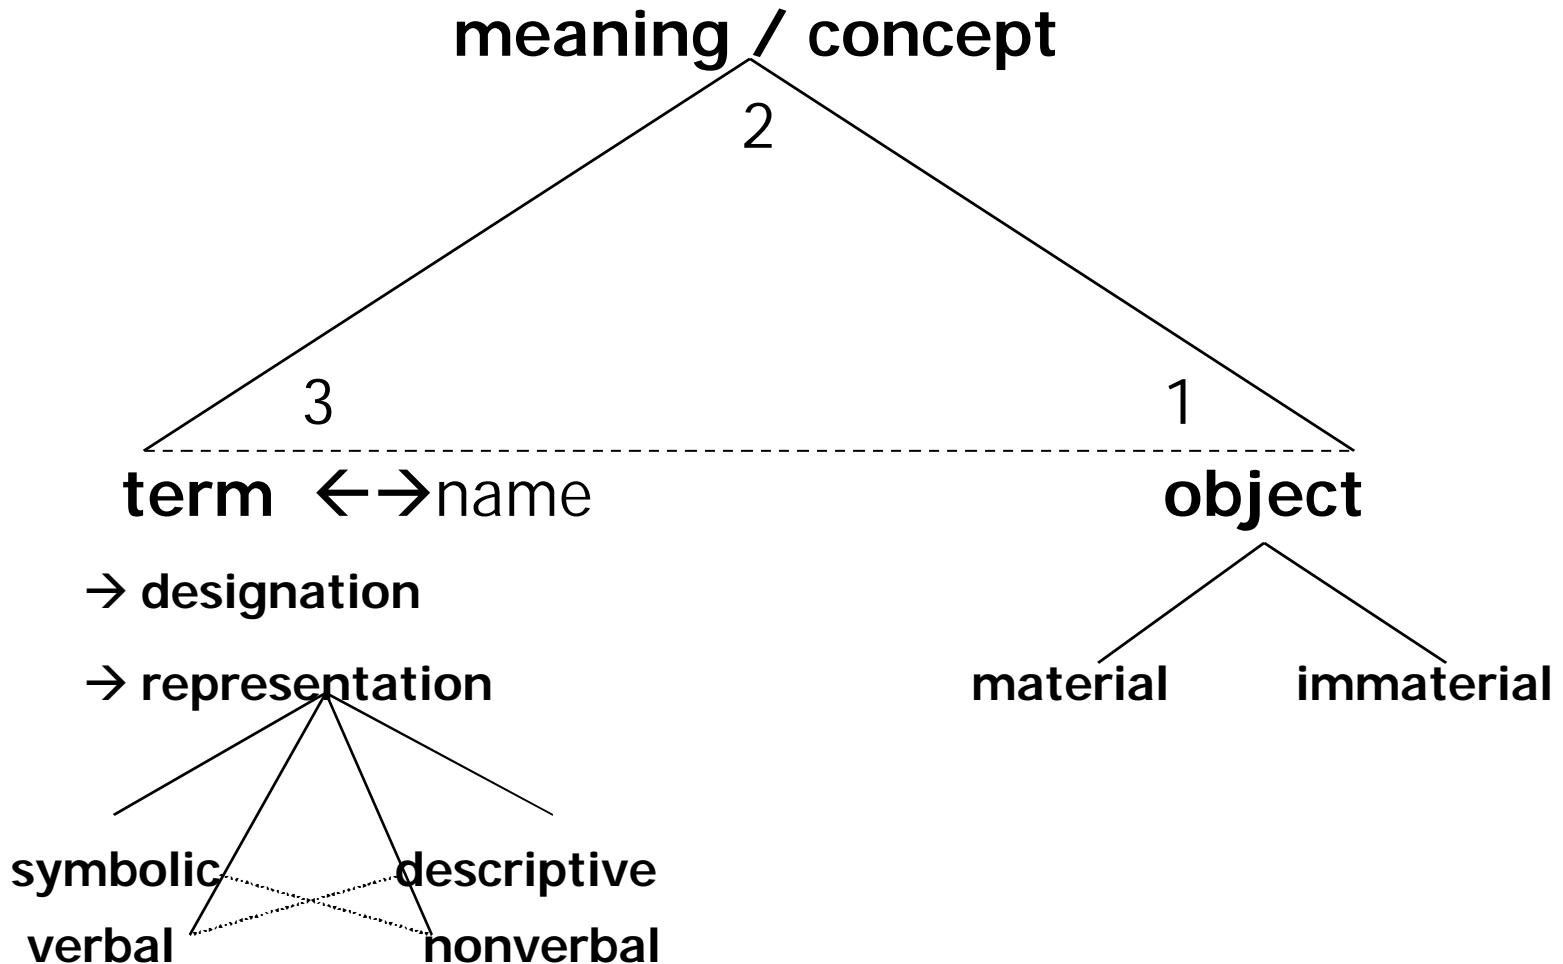 meaning / concept
2
3 1
term ←→name object
→ designation
→ representation material immaterial
symbolic descriptive
verbal nonverbal